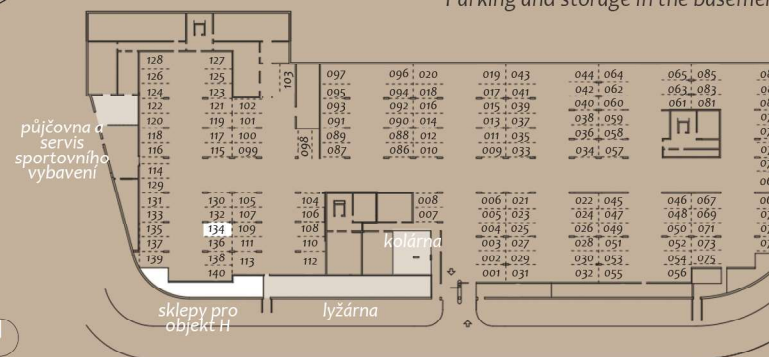 Parking and storage in the basemen
H
128 127 103 097 096 020 019 043 044 064 065 085
126 125 095 094 018 017 041 042 062 063 083
124 123 093 092 016 015 039 040 060 061 081
122 121 102 091 090 014 013 037 038 059 H
120 119 101 089 088 012 011 035 036 058
118 117 100 098 087 086 010 009 033 034 057
116 115 099
půjčovna a
servis
sportovního
vybavení
114
129
131 130 105 104 H 008 006 021 022 045 046 067
133 132 107 106 007 005 023 024 047 048 069
135 134 109 108 004 025 026 049 050 071
137 136 111 110 kolárna 003 027 028 051 052 073
139 138 113 112 002 029 030 053 054 075
140 001 031 032 055 056
sklepy pro
objekt H
lyžárna